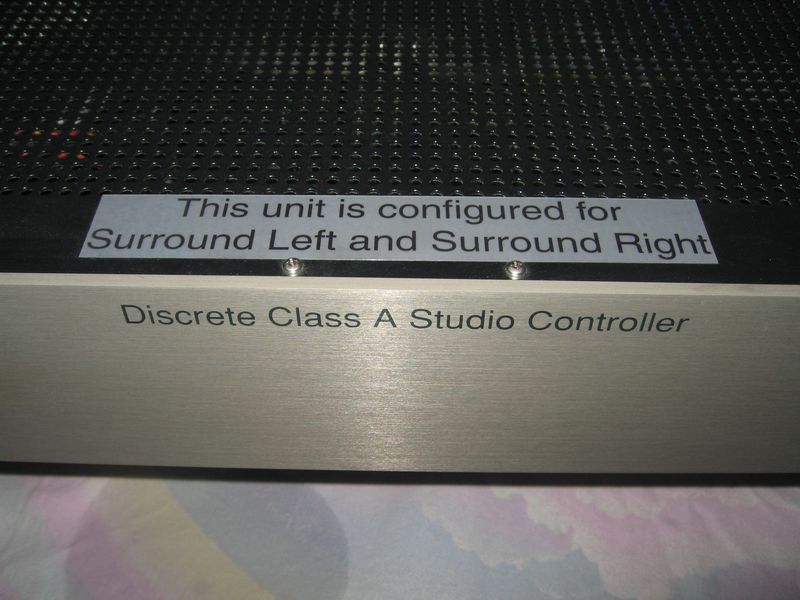 This unit is configured for
Surround Left and Surround Right
Discrete Class A Studio Controller